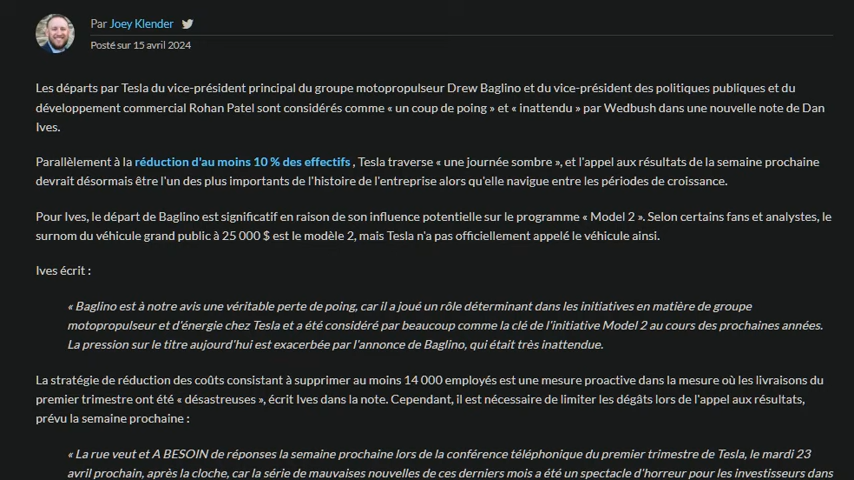 Par Joey Klender
Posté sur 15 avril 2024
Les départs par Tesla du vice-président principal du groupe motopropulseur Drew Baglino et du vice-président des politiques publiques et du
développement commercial Rohan Patel sont considérés comme « un coup de poing » et « inattendu » par Wedbush dans une nouvelle note de Dan
Ives.
Parallèlement à la réduction d'au moins 10 % des effectifs , Tesla traverse « une journée sombre », et l'appel aux résultats de la semaine prochaine
devrait désormais être l'un des plus importants de l'histoire de l'entreprise alors qu'elle navigue entre les périodes de croissance.
Pour Ives, le départ de Baglino est significatif en raison de son influence potentielle sur le programme « Model 2 ». Selon certains fans et analystes, le
surnom du véhicule grand public à 25 000 $ est le modèle 2, mais Tesla n'a pas officiellement appelé le véhicule ainsi.
Ives écrit :
« Baglino est à notre avis une véritable perte de poing, car il a joué un rôle déterminant dans les initiatives en matière de groupe
motopropulseur et d'énergie chez Tesla et a été considéré par beaucoup comme la clé de l'initiative Model 2 au cours des prochaines années.
La pression sur le titre aujourd'hui est exacerbée par l'annonce de Baglino, qui était très inattendue.
La stratégie de réduction des coûts consistant à supprimer au moins 14 000 employés est une mesure proactive dans la mesure où les livraisons du
premier trimestre ont été « désastreuses », écrit Ives dans la note. Cependant, il est nécessaire de limiter les dégâts lors de l'appel aux résultats,
prévu la semaine prochaine :
« La rue veut et A BESOIN de réponses la semaine prochaine lors de la conférence téléphonique du premier trimestre de Tesla, le mardi 23
avril prochain, après la cloche, car la série de mauvaises nouvelles de ces derniers mois a été un spectacle d'horreur pour les investisseurs dans